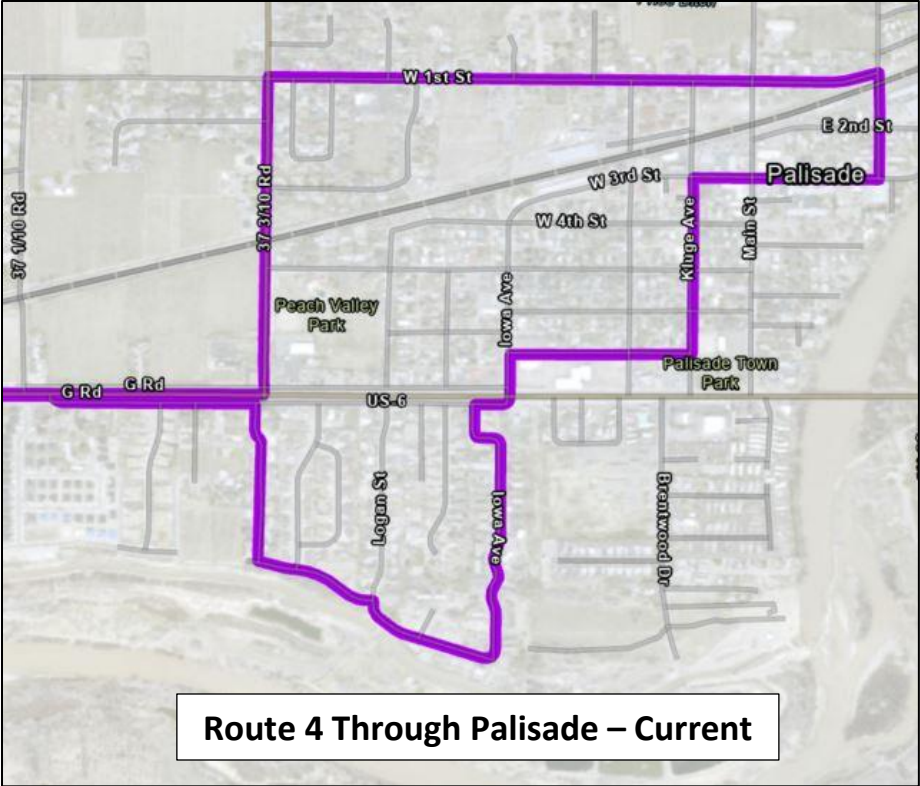 W 1st St
E 2nd St
Palisade
W 3rd St
37 3/10 Rd
37 1/10 Rd
W 4th St
Kluge Ave
Main St
Iowa Ave
Peach Valley
Park
Palisade Town
Park
G Rd
G Rd
US-6
Logan St
Iowa Ave
Brentwood Dr
Route 4 Through Palisade – Current